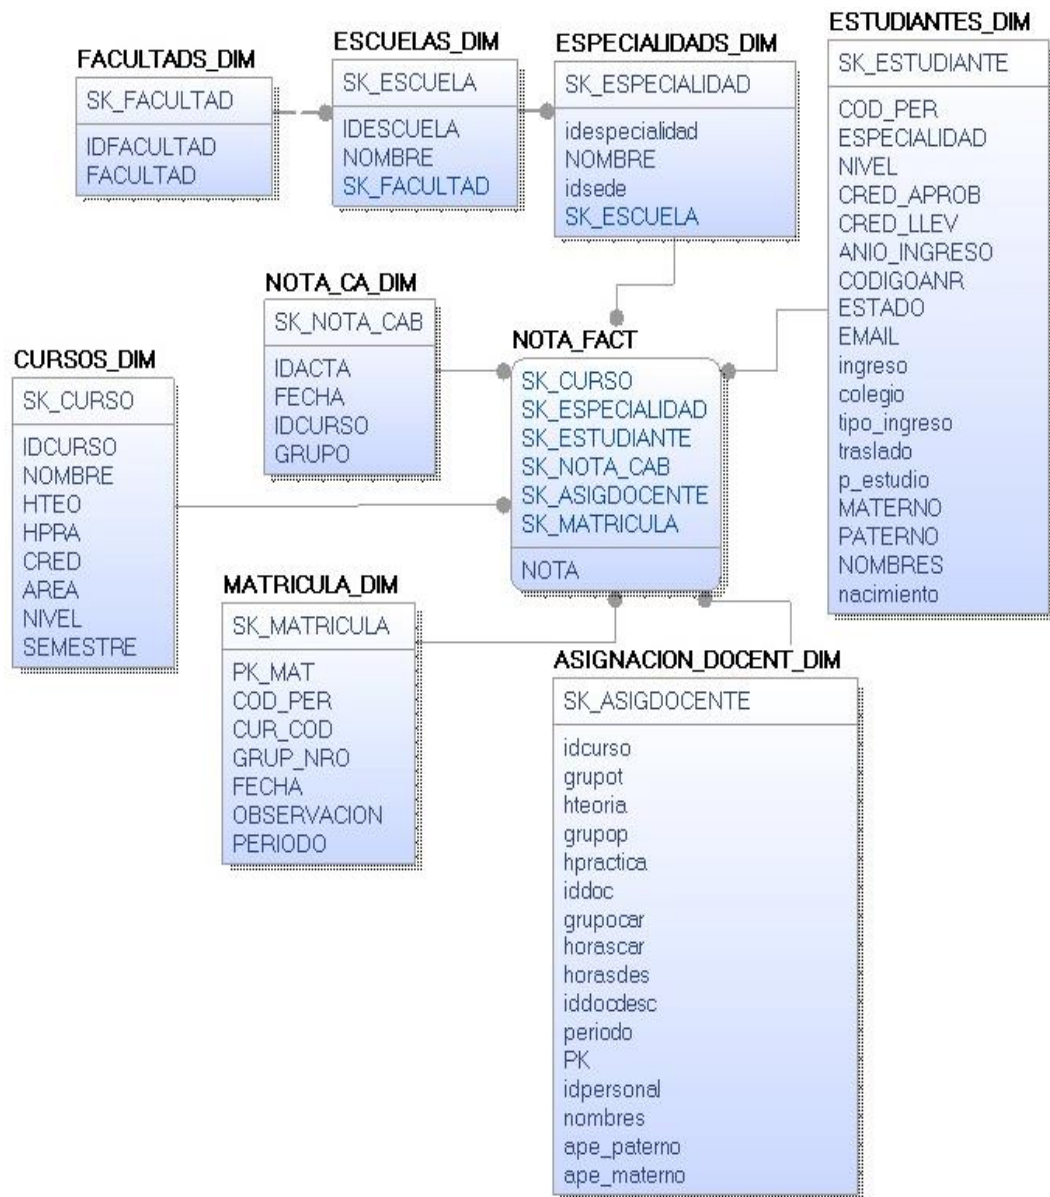 FACULTADS_DIM
SK_FACULTAD
IDFACULTAD
FACULTAD
ESCUELAS_DIM
SK_ESCUELA
IDESCUELA
NOMBRE
SK_FACULTAD
ESPECIALIDADS_DIM
SK_ESPECIALIDAD
idespecialidad
NOMBRE
idsede
SK_ESCUELA
ESTUDIANTES_DIM
SK_ESTUDIANTE
COD_PER
ESPECIALIDAD
NIVEL
CRED_APROB
CRED_LLEV
ANIO_INGRESO
CODIGOANR
ESTADO
EMAIL
ingreso
colegio
tipo_ingreso
traslado
p_estudio
MATERNO
PATERNO
NOMBRES
nacimiento
NOTA_CA_DIM
SK_NOTA_CAB
IDACTA
FECHA
IDCURSO
GRUPO
NOTA_FACT
SK_CURSO
SK_ESPECIALIDAD
SK_ESTUDIANTE
SK_NOTA_CAB
SK_ASIGDOCENTE
SK_MATRICULA
NOTA
CURSOS_DIM
SK_CURSO
IDCURSO
NOMBRE
HTEO
HPRA
CRED
AREA
NIVEL
SEMESTRE
MATRICULA_DIM
SK_MATRICULA
PK_MAT
COD_PER
CUR_COD
GRUP_NRO
FECHA
OBSERVACION
PERIODO
ASIGNACION_DOCENT_DIM
SK_ASIGDOCENTE
idcurso
grupot
hteoria
grupop
hpractica
iddoc
grupocar
horascar
horasdes
iddocdesc
periodo
PK
idpersonal
nombres
ape_paterno
ape_materno